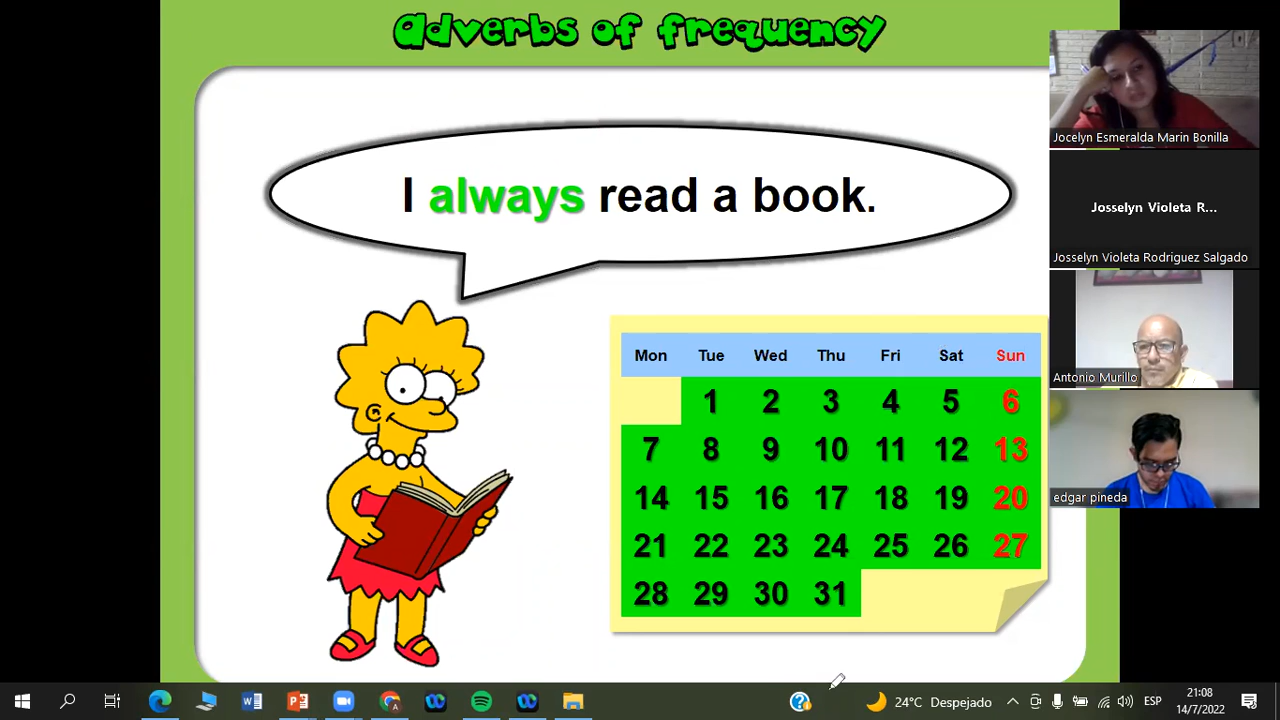 Adverbs of frequency
I always read a book.
Mon Tue Wed Thu Fri Sat Sun
1 2 3 4 5 6
7 8 9 10 11 12 13
14 15 16 17 18 19 20
21 22 23 24 25 26 27
28 29 30 31
Jocelyn Esmeralda Marin Bonilla
Josselyn Violeta R...
Josselyn Violeta Rodriguez Salgado
Antonio Murillo
edgar pineda
24°C Despejado
ESP
21:08
14/7/2022